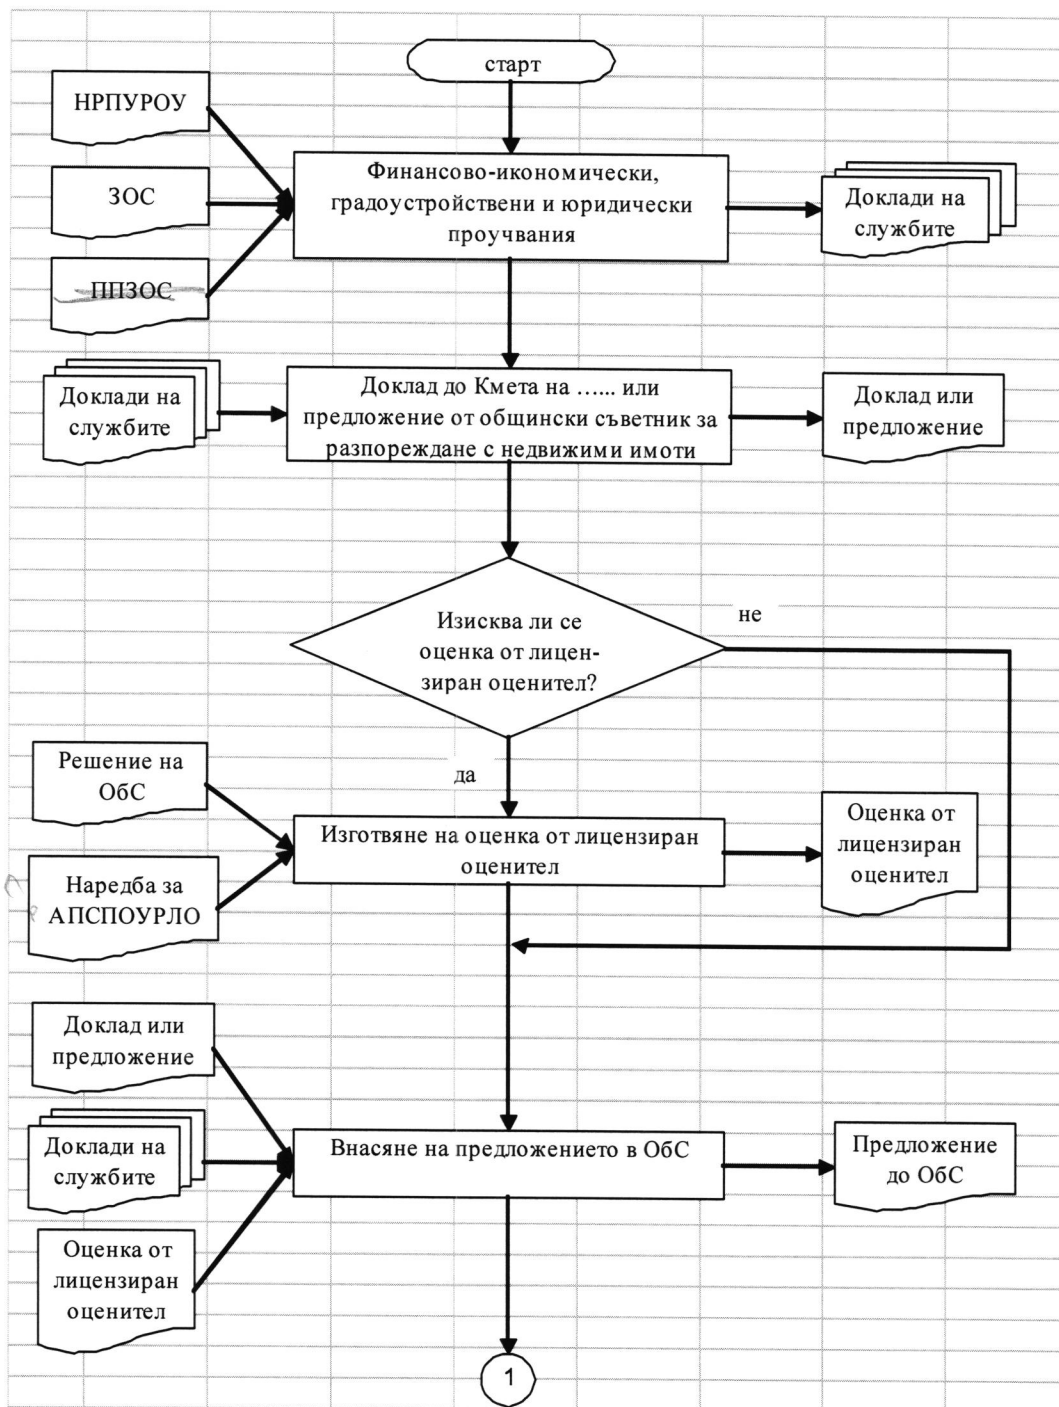 старт
НРПУРОУ
ЗОС
ППЗОС
Финансово-икономически,
градоустройствени и юридически
проучвания
Доклади на
службите
Доклади на
службите
Доклад до Кмета на …... или
предложение от общински съветник за
разпореждане с недвижими имоти
Доклад или
предложение
Изисква ли се
оценка от лицен-
зиран оценител?
не
да
Решение на
ОбС
Наредба за
АПСПОУРЛО
Изготвяне на оценка от лицензиран
оценител
Оценка от
лицензиран
оценител
Доклад или
предложение
Доклади на
службите
Оценка от
лицензиран
оценител
Внасяне на предложението в ОбС
Предложение
до ОбС
1